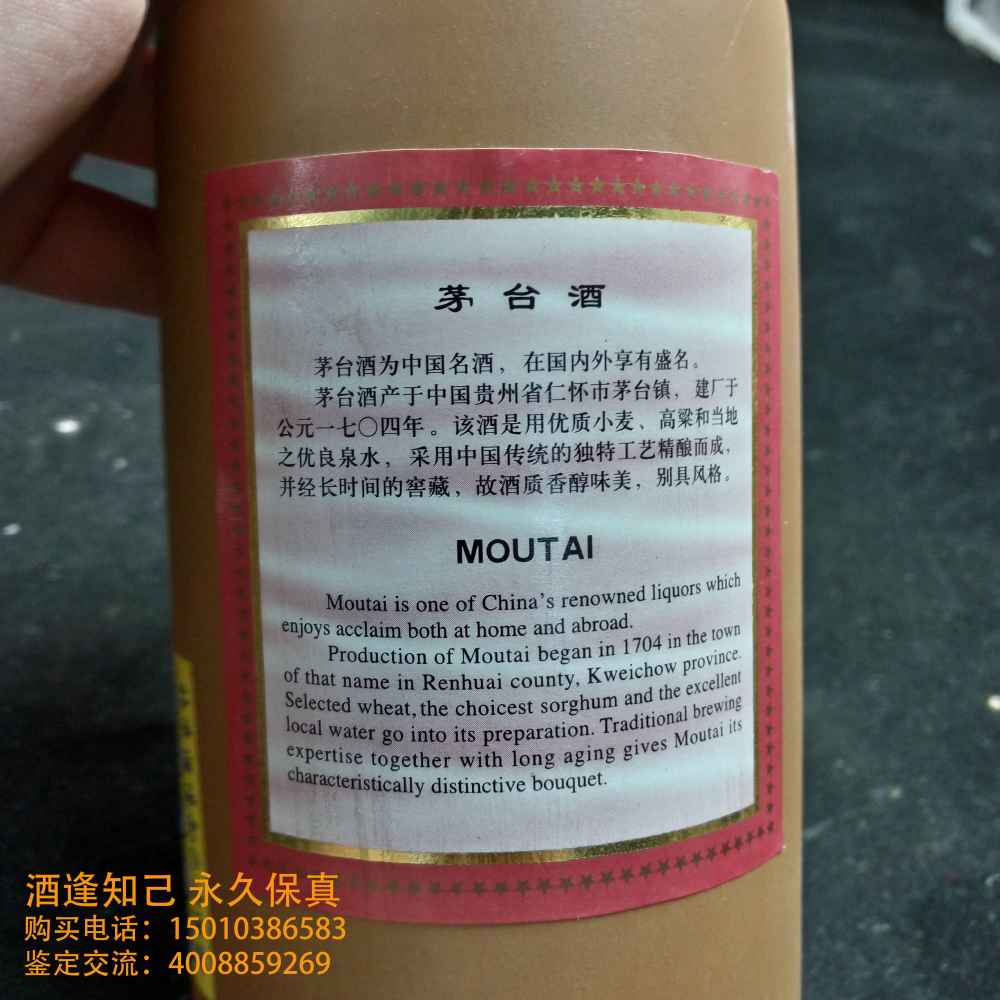 茅台酒
茅台酒为中国名酒，在国内外享有盛名。
茅台酒产于中国贵州省仁怀市茅台镇，建厂于
公元一七〇四年。该酒是用优质小麦、高粱和当地
之优良泉水，采用中国传统的独特工艺精酿而成，
并经长时间的窖藏，故酒质香醇味美，别具风格。
MOUTAI
Moutai is one of China's renowned liquors which
enjoys acclaim both at home and abroad.
Production of Moutai began in 1704 in the town
of that name in Renhuai county, Kweichow province.
Selected wheat, the choicest sorghum and the excellent
local water go into its preparation. Traditional brewing
expertise together with long aging gives Moutai its
characteristically distinctive bouquet.
酒逢知己 永久保真
购买电话：15010386583
鉴定交流：4008859269